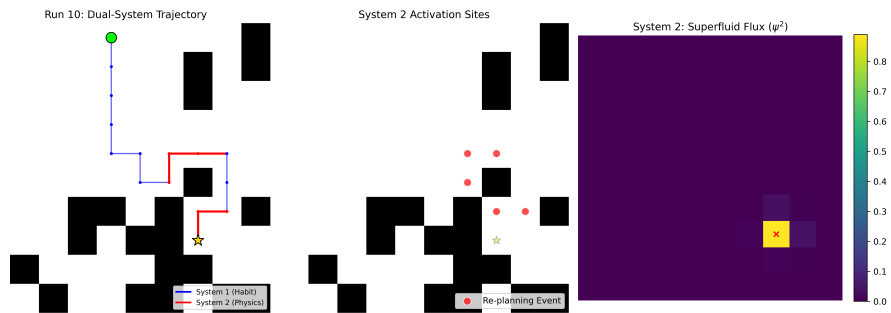 Run 10: Dual-System Trajectory
System 1 (Habit)
System 2 (Physics)
System 2 Activation Sites
Re-planning Event
System 2: Superfluid Flux (ψ²)
0.8
0.7
0.6
0.5
0.4
0.3
0.2
0.1
0.0